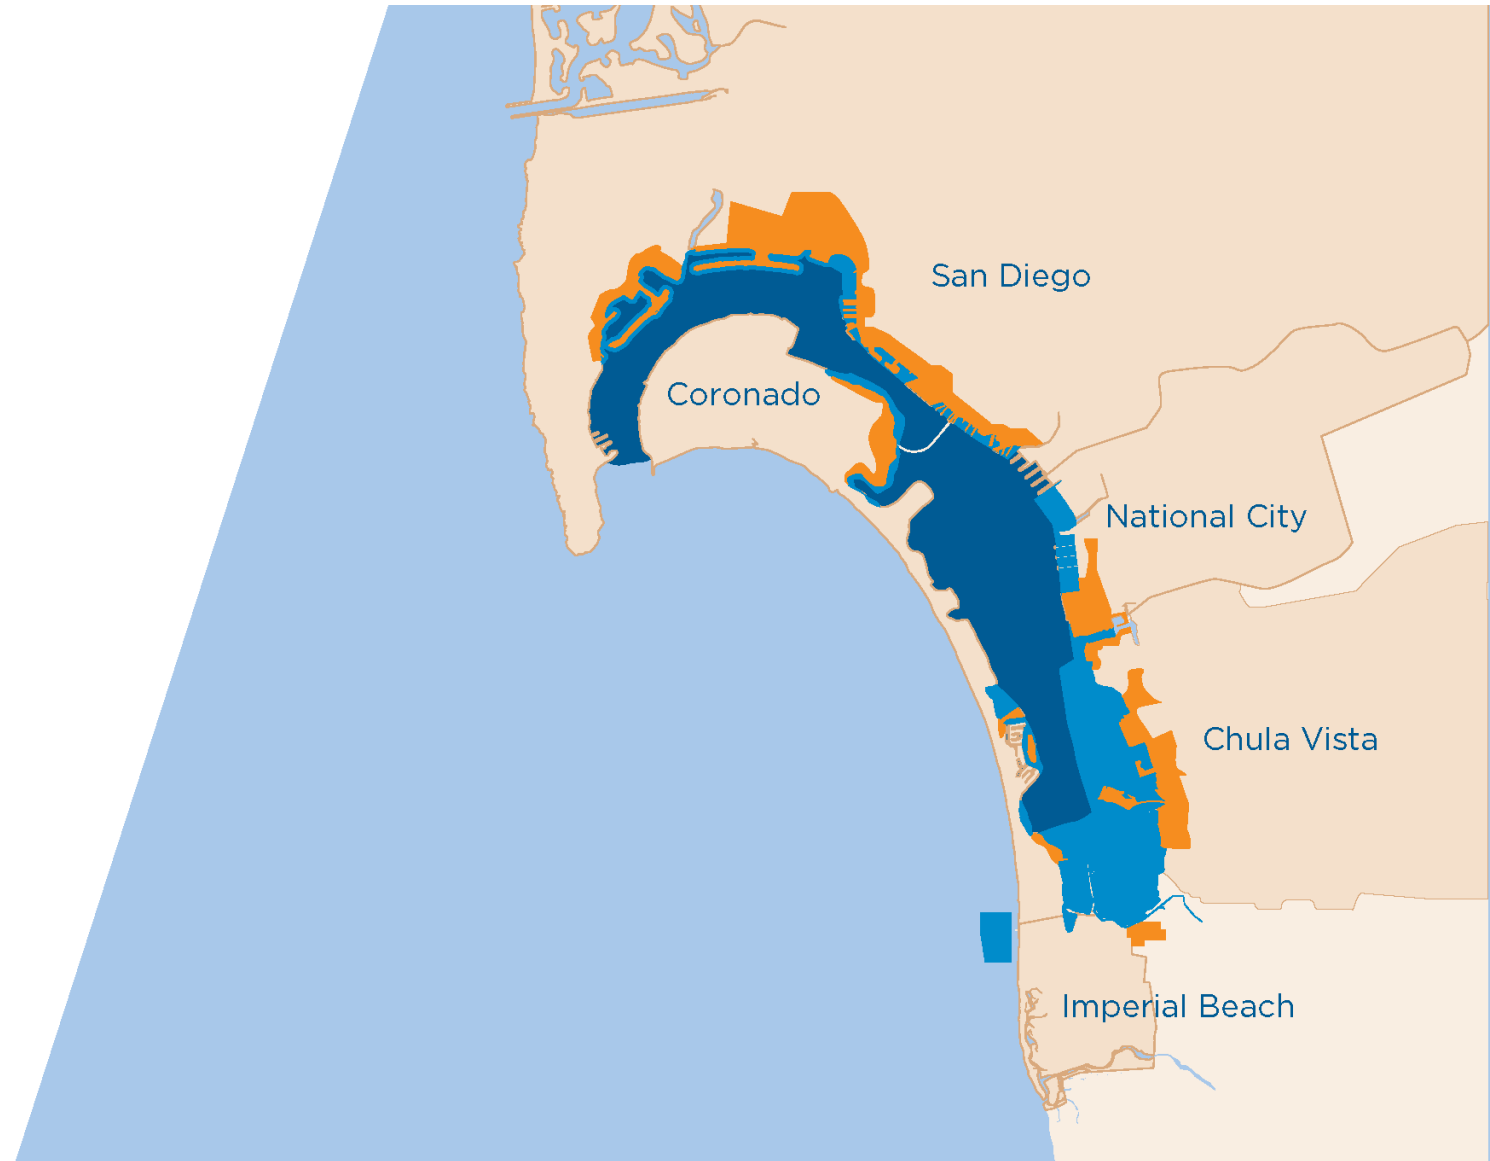 San Diego
Coronado
National City
Chula Vista
Imperial Beach